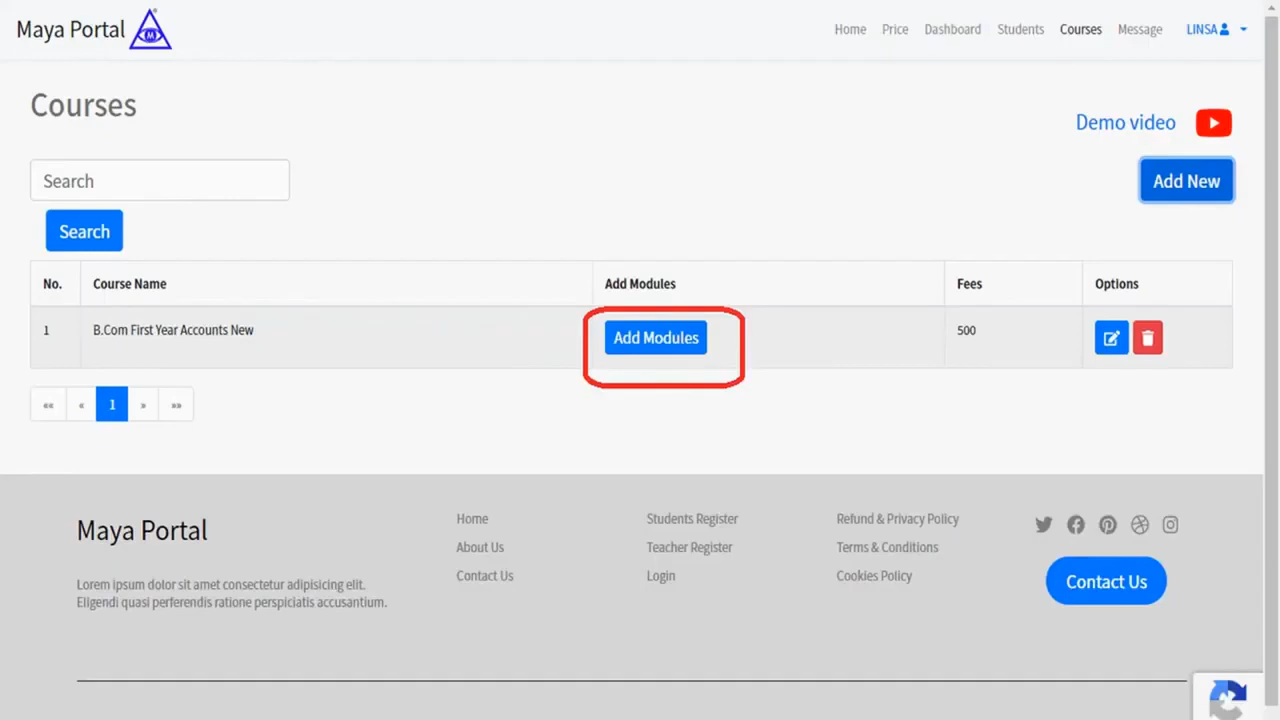 Maya Portal
Home Price Dashboard Students Courses Message LINSA
Courses
Demo video
Search
Add New
Search
No. Course Name Add Modules Fees Options
1 B.Com First Year Accounts New Add Modules 500
«« « 1 » »»
Maya Portal
Lorem ipsum dolor sit amet consectetur adipisicing elit.
Eligendi quasi perferendis ratione perspiciatis accusantium.
Home
About Us
Contact Us
Students Register
Teacher Register
Login
Refund & Privacy Policy
Terms & Conditions
Cookies Policy
Contact Us